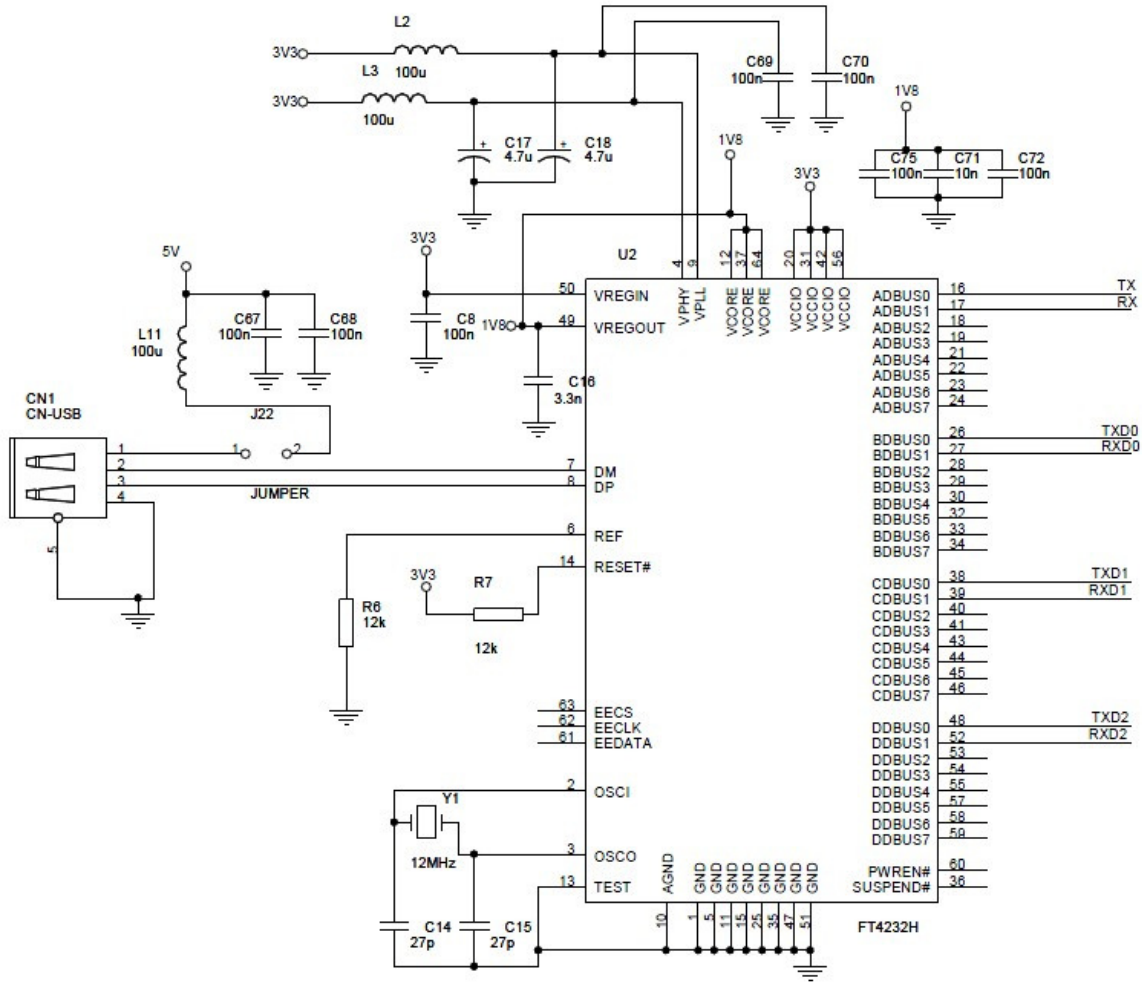 L2
3V3
100u
L3
3V3
100u
C17
4.7u
C18
4.7u
C69
100n
C70
100n
1V8
C75
100n
C71
10n
C72
100n
1V8
3V3
3V3
5V
U2
4
9
12
37
64
20
31
42
56
VPHY
VPLL
VCORE
VCORE
VCORE
VCCIO
VCCIO
VCCIO
VCCIO
50
VREGIN
1V8
49
VREGOUT
C8
100n
C16
3.3n
C67
100n
C68
100n
L11
100u
CN1
CN-USB
J22
1
1
2
2
3
4
5
JUMPER
7
DM
8
DP
6
REF
14
RESET#
3V3
R7
12k
R6
12k
63
EECS
62
EECLK
61
EEDATA
2
OSCI
Y1
12MHz
3
OSCO
13
TEST
C14
27p
C15
27p
AGND
GND
GND
GND
GND
GND
GND
GND
GND
10
1
5
11
15
25
35
47
51
ADBUS0 16 TX
ADBUS1 17 RX
ADBUS2 18
ADBUS3 19
ADBUS4 21
ADBUS5 22
ADBUS6 23
ADBUS7 24
BDBUS0 26 TXD0
BDBUS1 27 RXD0
BDBUS2 28
BDBUS3 29
BDBUS4 30
BDBUS5 32
BDBUS6 33
BDBUS7 34
CDBUS0 38 TXD1
CDBUS1 39 RXD1
CDBUS2 40
CDBUS3 41
CDBUS4 43
CDBUS5 44
CDBUS6 45
CDBUS7 46
DDBUS0 48 TXD2
DDBUS1 52 RXD2
DDBUS2 53
DDBUS3 54
DDBUS4 55
DDBUS5 57
DDBUS6 58
DDBUS7 59
PWREN# 60
SUSPEND# 36
FT4232H